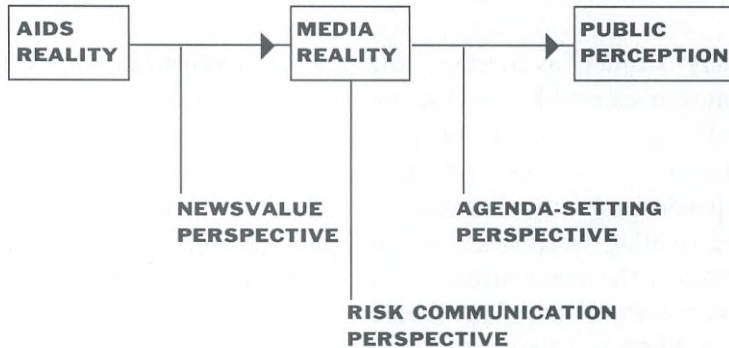 AIDS
REALITY
MEDIA
REALITY
PUBLIC
PERCEPTION
NEWSVALUE
PERSPECTIVE
AGENDA-SETTING
PERSPECTIVE
RISK COMMUNICATION
PERSPECTIVE